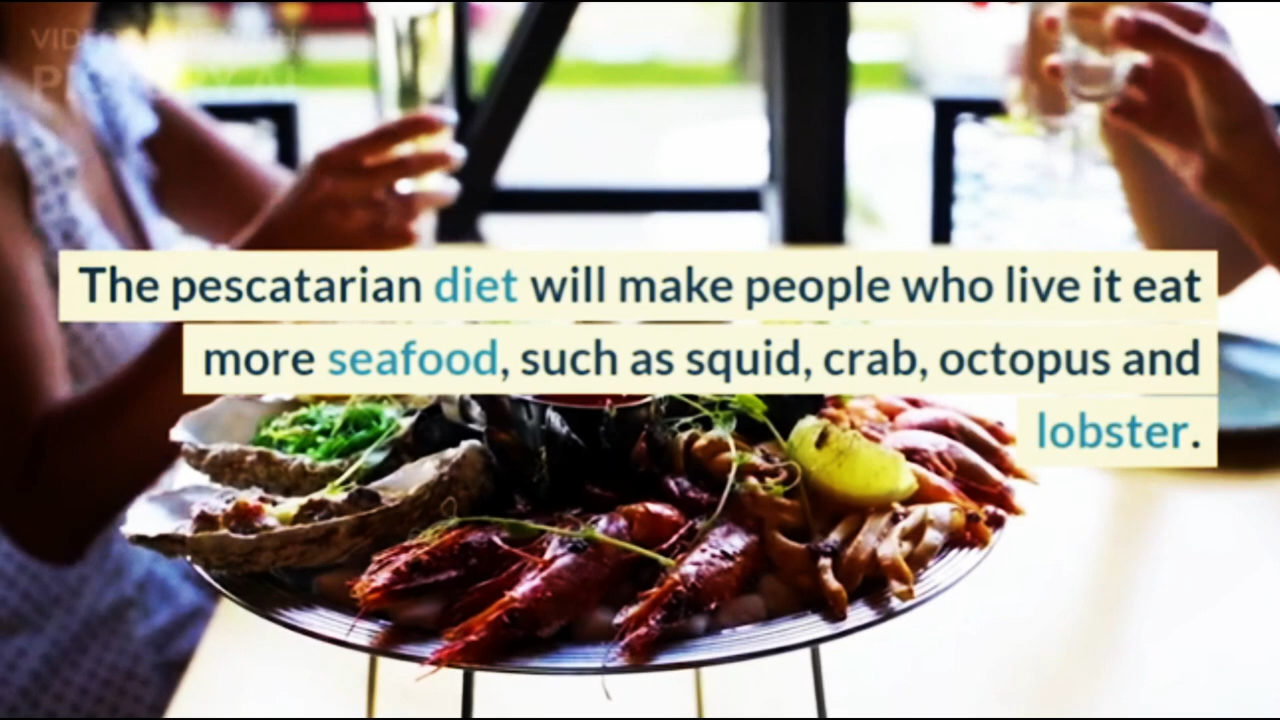 The pescatarian diet will make people who live it eat
more seafood, such as squid, crab, octopus and
lobster.